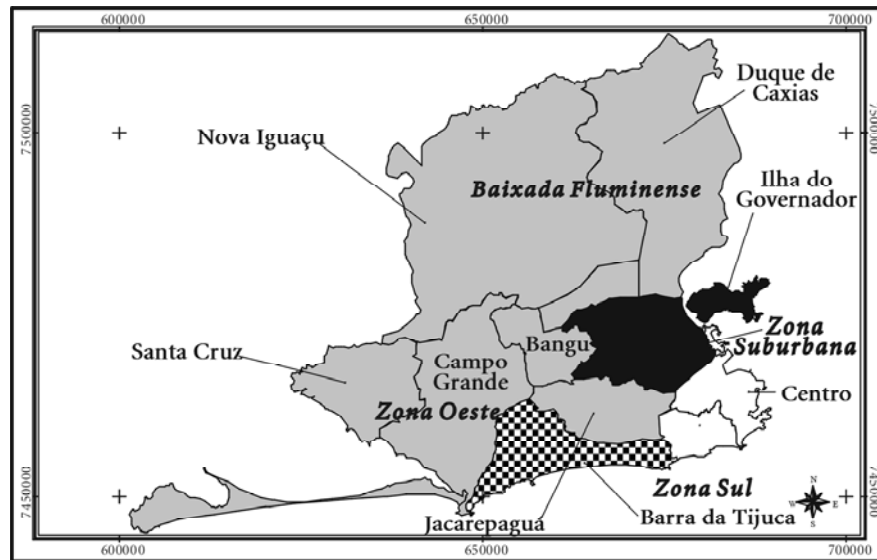 600000
650000
700000
7500000
7500000
Duque de
Caxias
Nova Iguaçu
Baixada Fluminense
Ilha do
Governador
Zona
Suburbana
Bangu
Santa Cruz
Campo
Grande
Centro
Zona Oeste
Zona Sul
N
W E
S
7450000
7450000
Jacarepaguá
Barra da Tijuca
600000
650000
700000